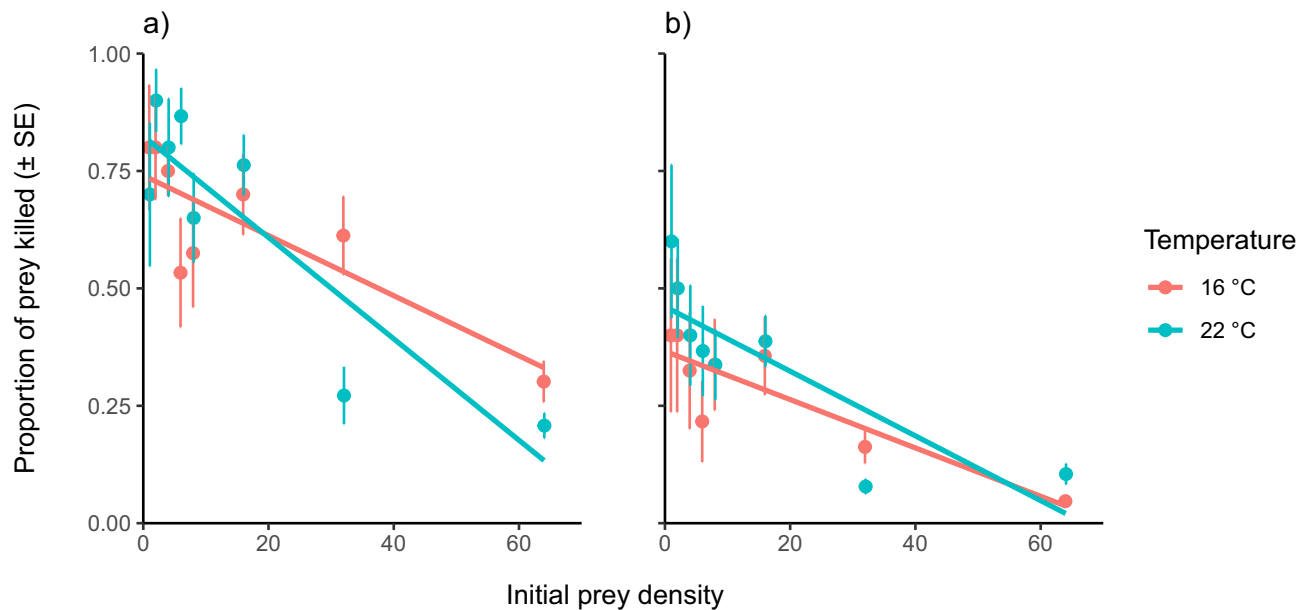 a)
b)
Proportion of prey killed (± SE)
1.00
0.75
0.50
0.25
0.00
0
20
40
60
0
20
40
60
Initial prey density
Temperature
16 °C
22 °C